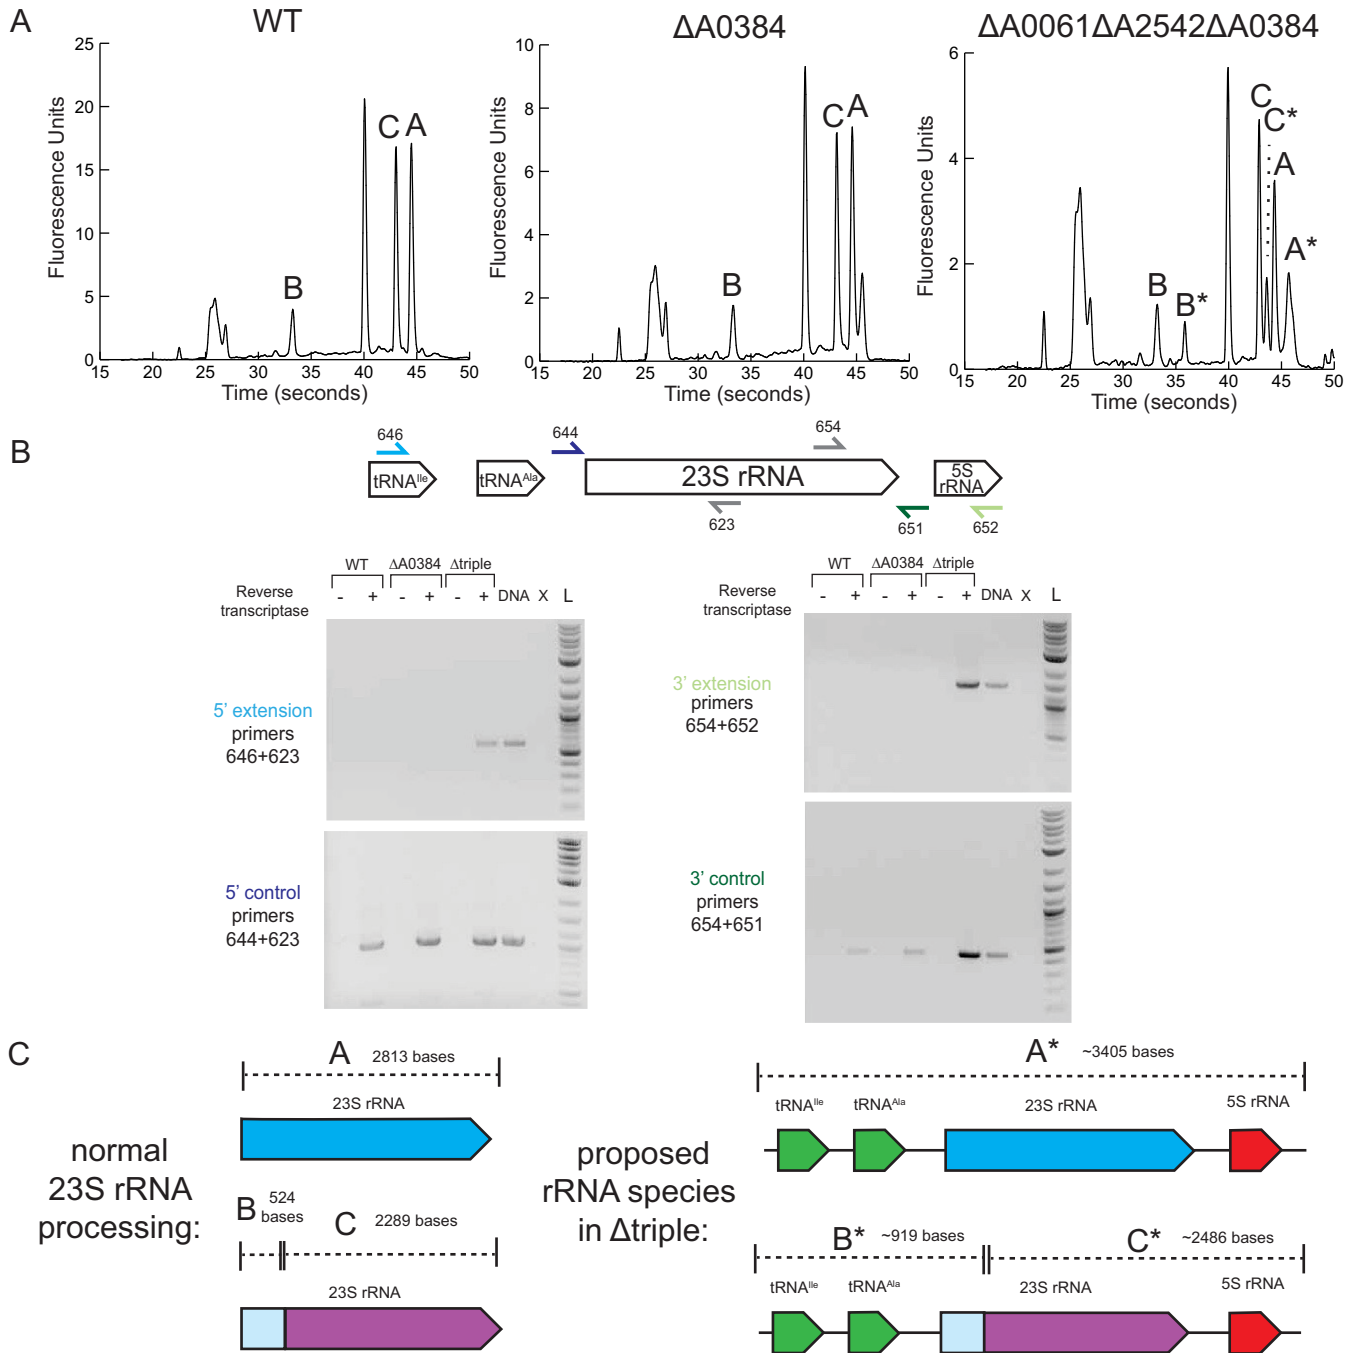 A
WT
ΔA0384
ΔA0061ΔA2542ΔA0384
Fluorescence Units
25
20
15
10
5
0
B
C
A
15 20 25 30 35 40 45 50
Time (seconds)
Fluorescence Units
10
8
6
4
2
0
B
C
A
15 20 25 30 35 40 45 50
Time (seconds)
Fluorescence Units
6
4
2
0
B
B*
C
C*
A
A*
15 20 25 30 35 40 45 50
Time (seconds)
B
646
644
654
tRNA^Ile
tRNA^Ala
23S rRNA
5S
rRNA
623
651
652
WT ΔA0384 Δtriple
Reverse
transcriptase
- + - + - + DNA X L
5' extension
primers
646+623
5' control
primers
644+623
WT ΔA0384 Δtriple
Reverse
transcriptase
- + - + - + DNA X L
3' extension
primers
654+652
3' control
primers
654+651
C
normal
23S rRNA
processing:
A 2813 bases
23S rRNA
B 524
bases
C 2289 bases
23S rRNA
proposed
rRNA species
in Δtriple:
A* ~3405 bases
tRNA^Ile tRNA^Ala 23S rRNA 5S rRNA
B* ~919 bases C* ~2486 bases
tRNA^Ile tRNA^Ala 23S rRNA 5S rRNA